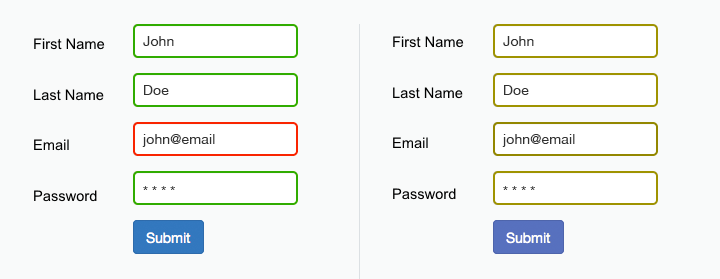 First Name John
Last Name Doe
Email john@email
Password * * * *
Submit
First Name John
Last Name Doe
Email john@email
Password * * * *
Submit